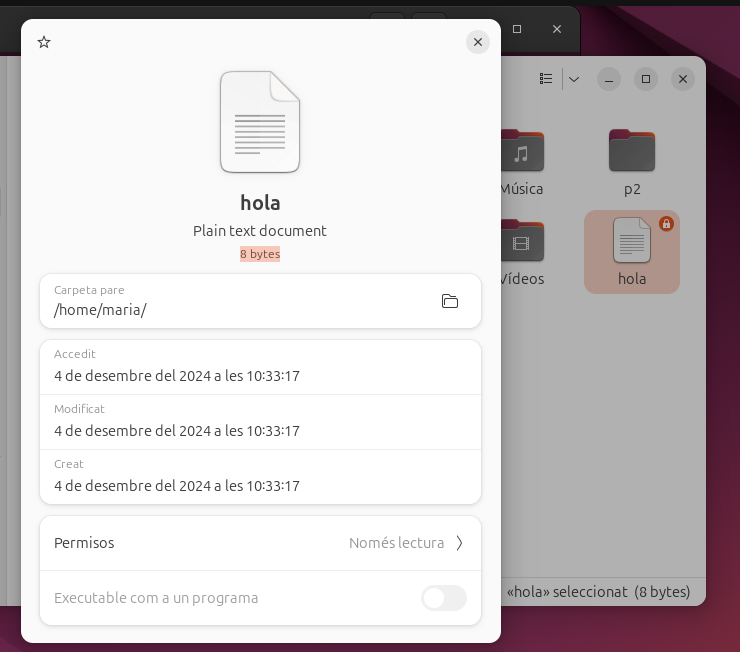 hola
Plain text document
8 bytes
Carpeta pare
/home/maria/
Accedit
4 de desembre del 2024 a les 10:33:17
Modificat
4 de desembre del 2024 a les 10:33:17
Creat
4 de desembre del 2024 a les 10:33:17
Permisos
Només lectura
Executable com a un programa
Música
p2
Vídeos
hola
«hola» seleccionat (8 bytes)